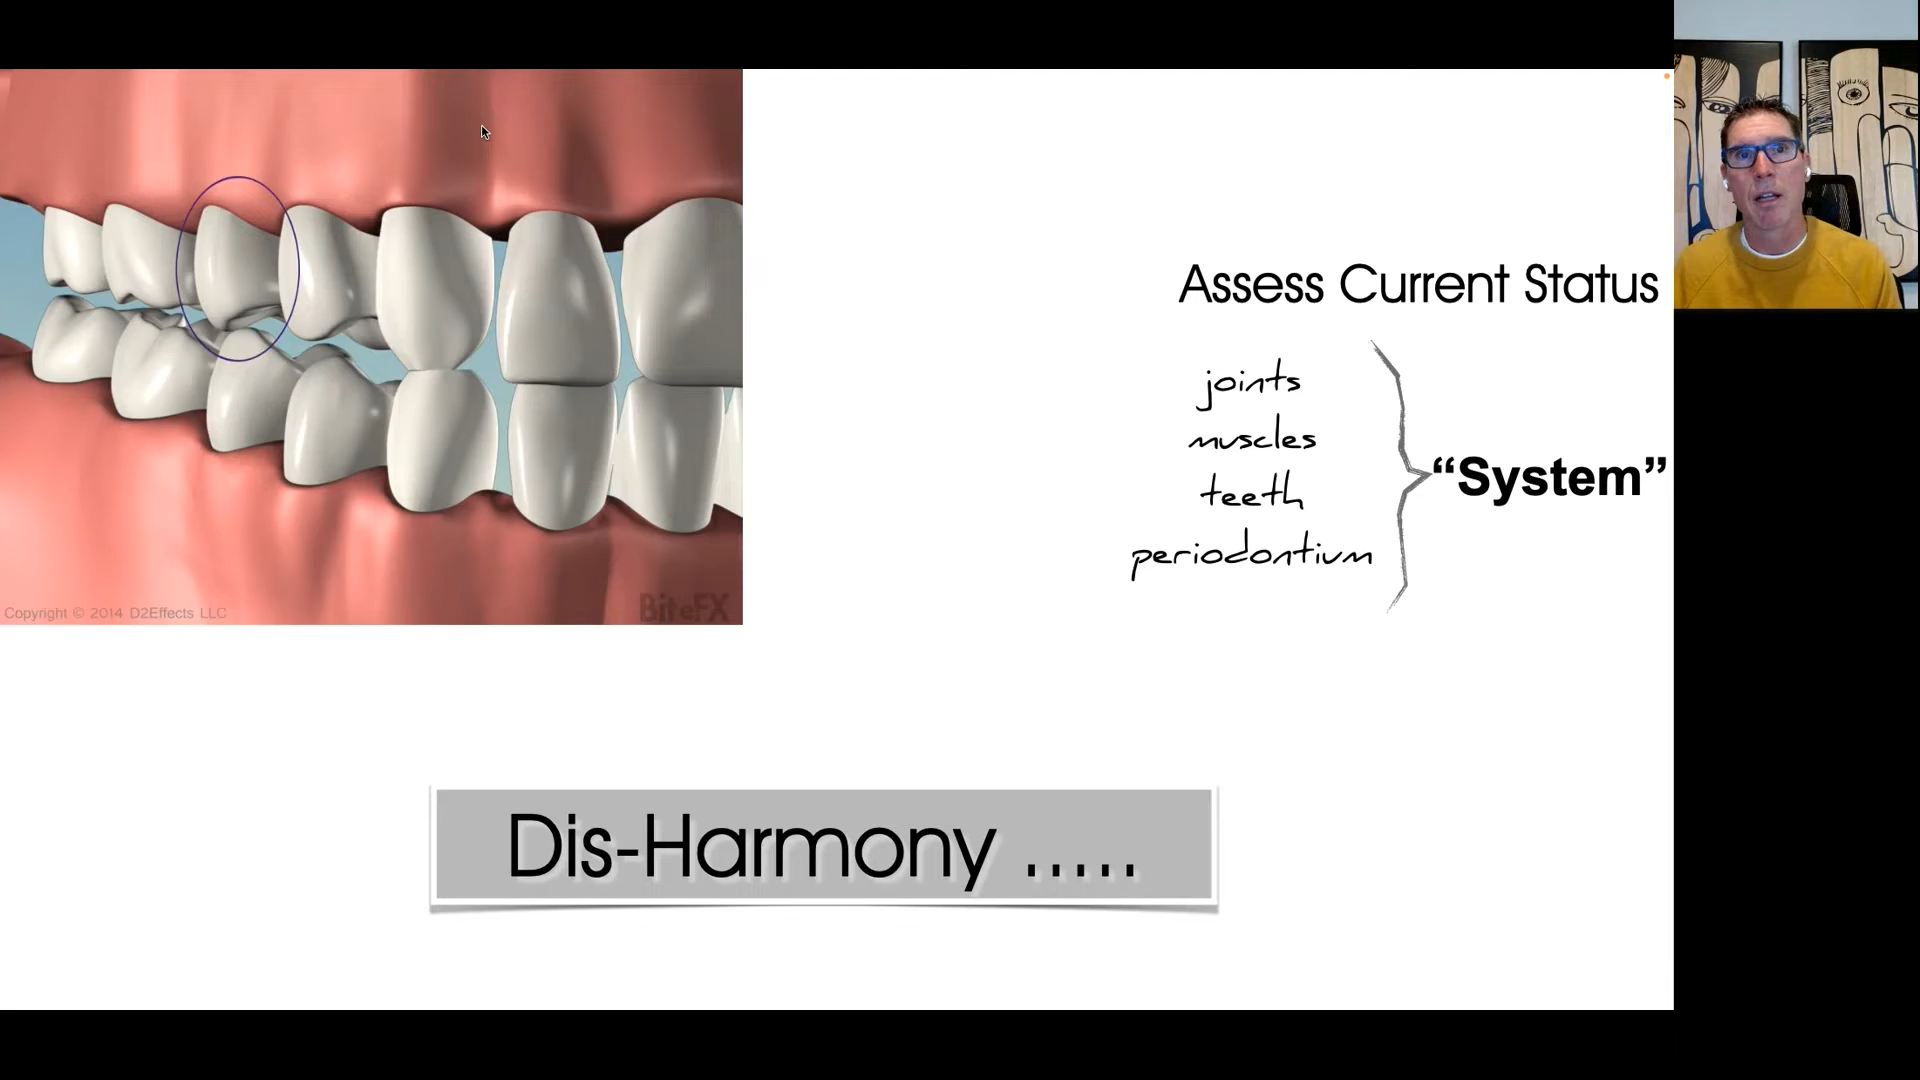 Assess Current Status
joints
muscles
teeth
periodontium
“System”
Copyright © 2014 D2Effects LLC
BiteFX
Dis-Harmony .....